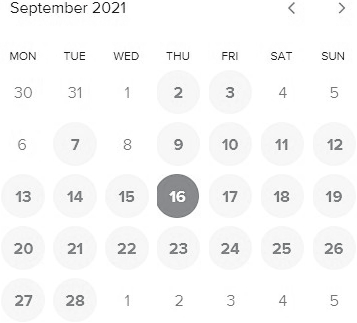 September 2021
MON TUE WED THU FRI SAT SUN
30 31 1 2 3 4 5
6 7 8 9 10 11 12
13 14 15 16 17 18 19
20 21 22 23 24 25 26
27 28 1 2 3 4 5